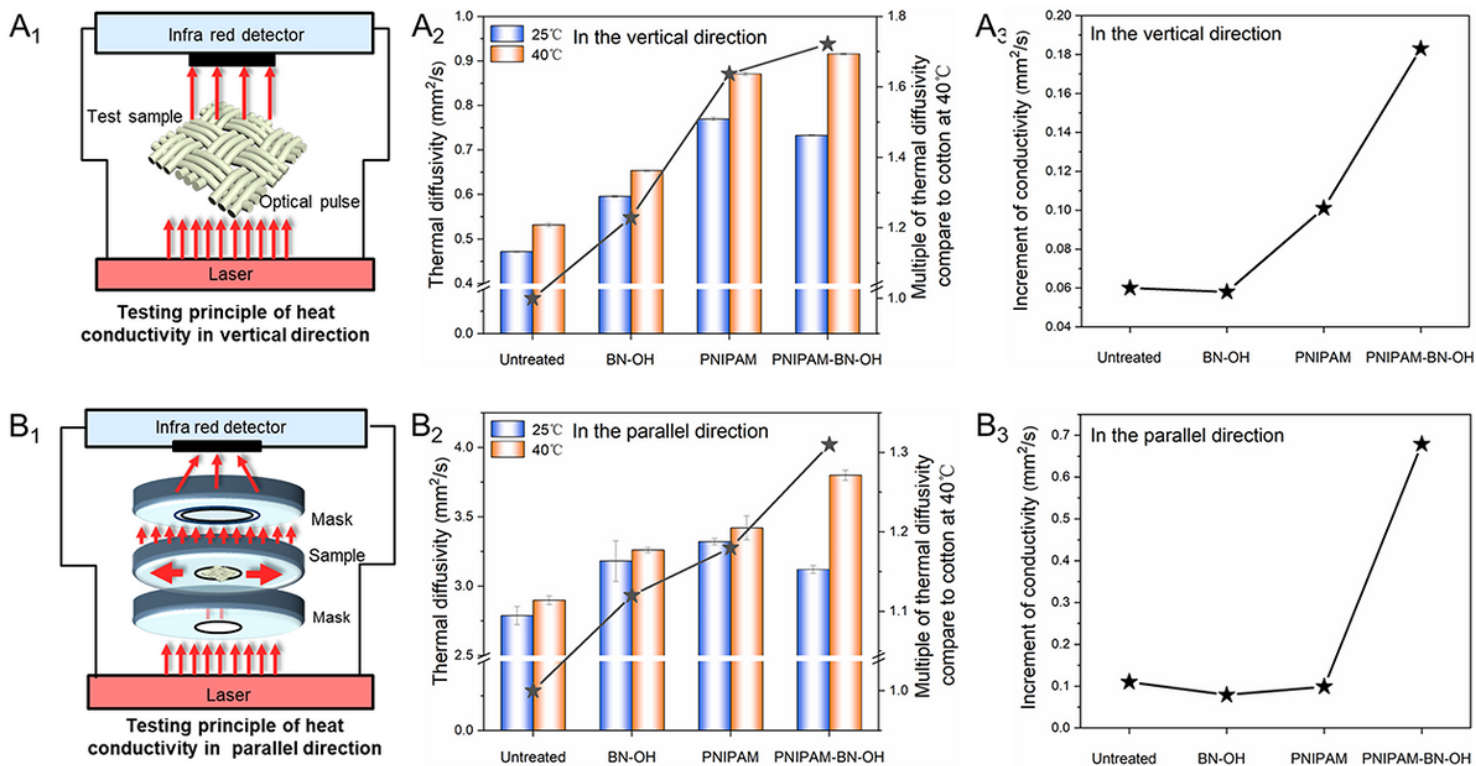 A1
Infra red detector
Test sample
Optical pulse
Laser
Testing principle of heat
conductivity in vertical direction
A2
25℃
40℃
In the vertical direction
Thermal diffusivity (mm²/s)
1.0
0.9
0.8
0.7
0.6
0.5
0.4
0.0
1.8
1.6
1.4
1.2
1.0
Multiple of thermal diffusivity
compare to cotton at 40℃
Untreated
BN-OH
PNIPAM
PNIPAM-BN-OH
A3
In the vertical direction
Increment of conductivity (mm²/s)
0.20
0.18
0.16
0.14
0.12
0.10
0.08
0.06
0.04
Untreated
BN-OH
PNIPAM
PNIPAM-BN-OH
B1
Infra red detector
Mask
Sample
Mask
Laser
Testing principle of heat
conductivity in parallel direction
B2
25℃
40℃
In the parallel direction
Thermal diffusivity (mm²/s)
4.0
3.5
3.0
2.5
0.0
1.3
1.2
1.1
1.0
Multiple of thermal diffusivity
compare to cotton at 40℃
Untreated
BN-OH
PNIPAM
PNIPAM-BN-OH
B3
In the parallel direction
Increment of conductivity (mm²/s)
0.7
0.6
0.5
0.4
0.3
0.2
0.1
0.0
Untreated
BN-OH
PNIPAM
PNIPAM-BN-OH